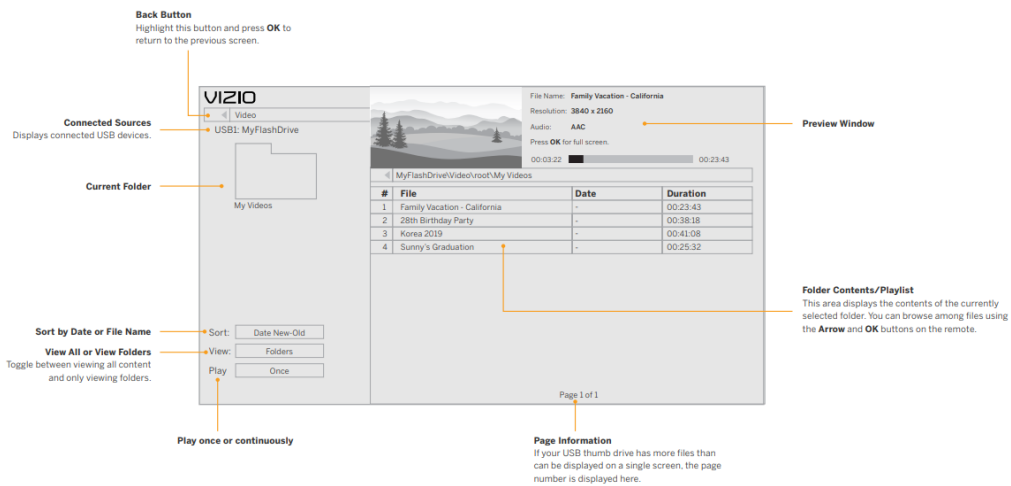 Back Button
Highlight this button and press OK to
return to the previous screen.
VIZIO
Video
Connected Sources
Displays connected USB devices.
USB1: MyFlashDrive
Current Folder
My Videos
File Name: Family Vacation - California
Resolution: 3840 x 2160
Audio: AAC
Press OK for full screen.
00:03:22 00:23:43
Preview Window
MyFlashDrive\Video\root\My Videos
# File Date Duration
1 Family Vacation - California - 00:23:43
2 28th Birthday Party - 00:38:18
3 Korea 2019 - 00:41:08
4 Sunny's Graduation - 00:25:32
Folder Contents/Playlist
This area displays the contents of the currently
selected folder. You can browse among files using
the Arrow and OK buttons on the remote.
Sort by Date or File Name
Sort: Date New-Old
View All or View Folders
Toggle between viewing all content
and only viewing folders.
View: Folders
Play Once
Page 1 of 1
Play once or continuously
Page Information
If your USB thumb drive has more files than
can be displayed on a single screen, the page
number is displayed here.